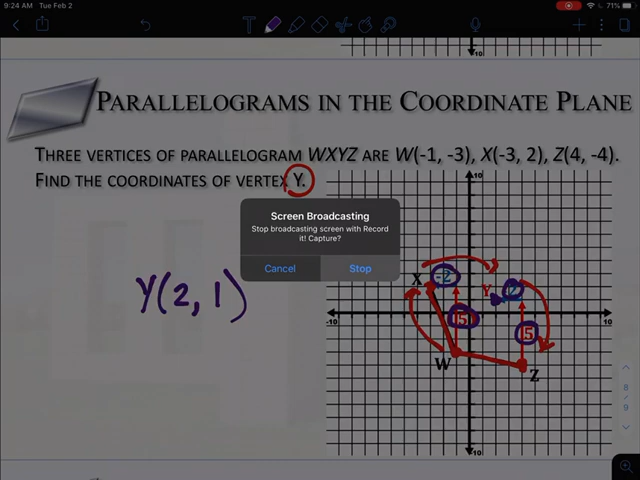 9:24 AM Tue Feb 2
71%
T
10
PARALLELOGRAMS IN THE COORDINATE PLANE
THREE VERTICES OF PARALLELOGRAM WXYZ ARE W(-1, -3), X(-3, 2), Z(4, -4).
FIND THE COORDINATES OF VERTEX Y.
10
Screen Broadcasting
Stop broadcasting screen with Record
it! Capture?
Cancel Stop
Y(2, 1)
X -2 Y
-10 5 5 10
W Z
8
9
-10